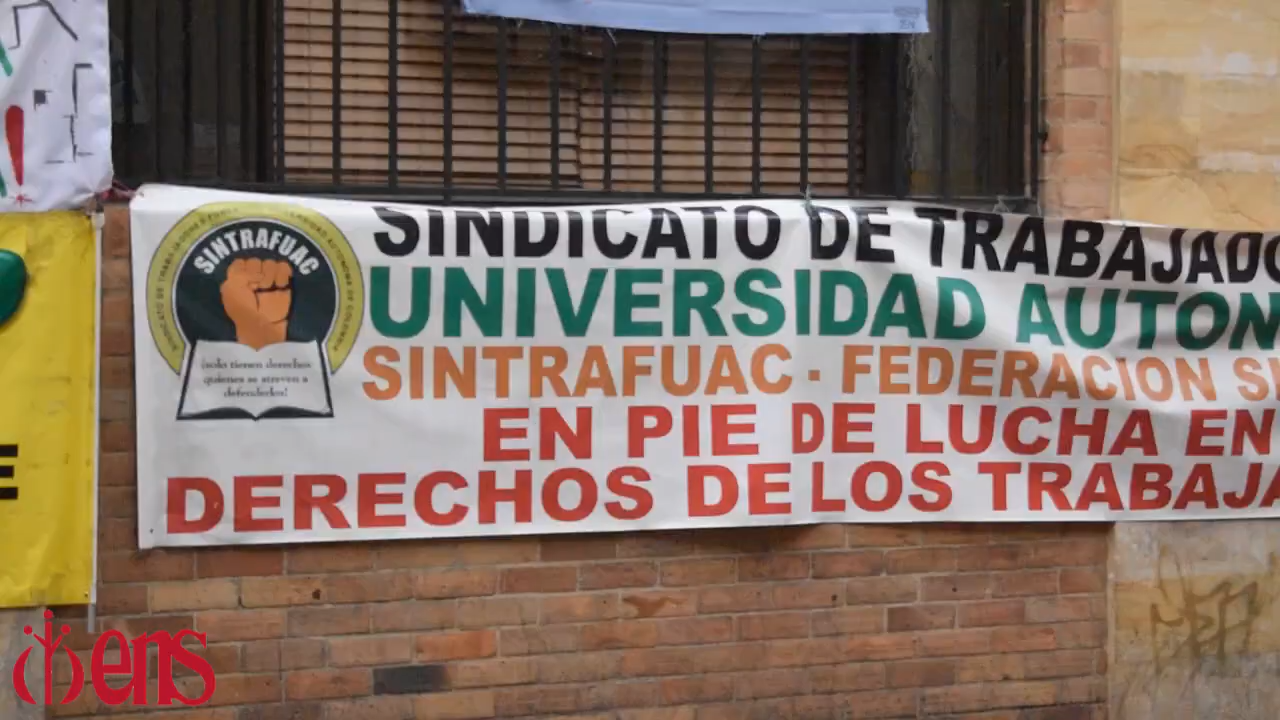 SINTRAFUAC
¡solo tienen derechos
quienes se atreven a
defenderlos!
SINDICATO DE TRABAJADO
UNIVERSIDAD AUTON
SINTRAFUAC - FEDERACION SI
EN PIE DE LUCHA EN
DERECHOS DE LOS TRABAJA
E
ens